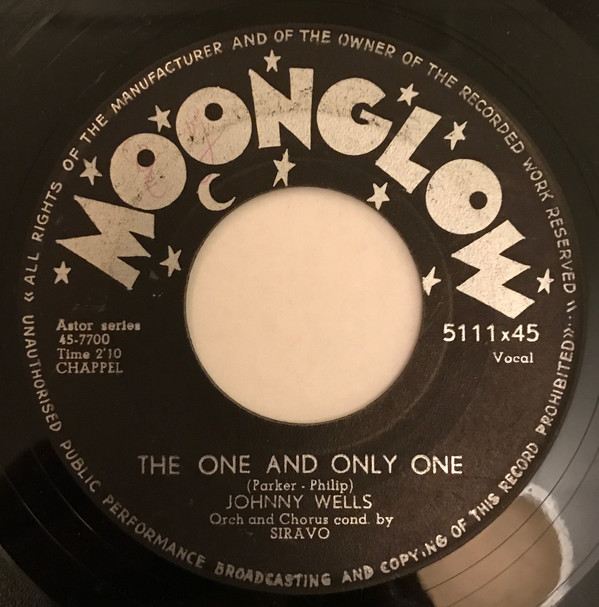 « ALL RIGHTS OF THE MANUFACTURER AND OF THE OWNER OF THE RECORDED WORK RESERVED »
MOONGLOW
Astor series
45-7700
Time 2'10
CHAPPEL
5111x45
Vocal
THE ONE AND ONLY ONE
(Parker - Philip)
JOHNNY WELLS
Orch and Chorus cond. by
SIRAVO
UNAUTHORISED PUBLIC PERFORMANCE BROADCASTING AND COPY.NG OF THIS RECORD PROHIBITED»